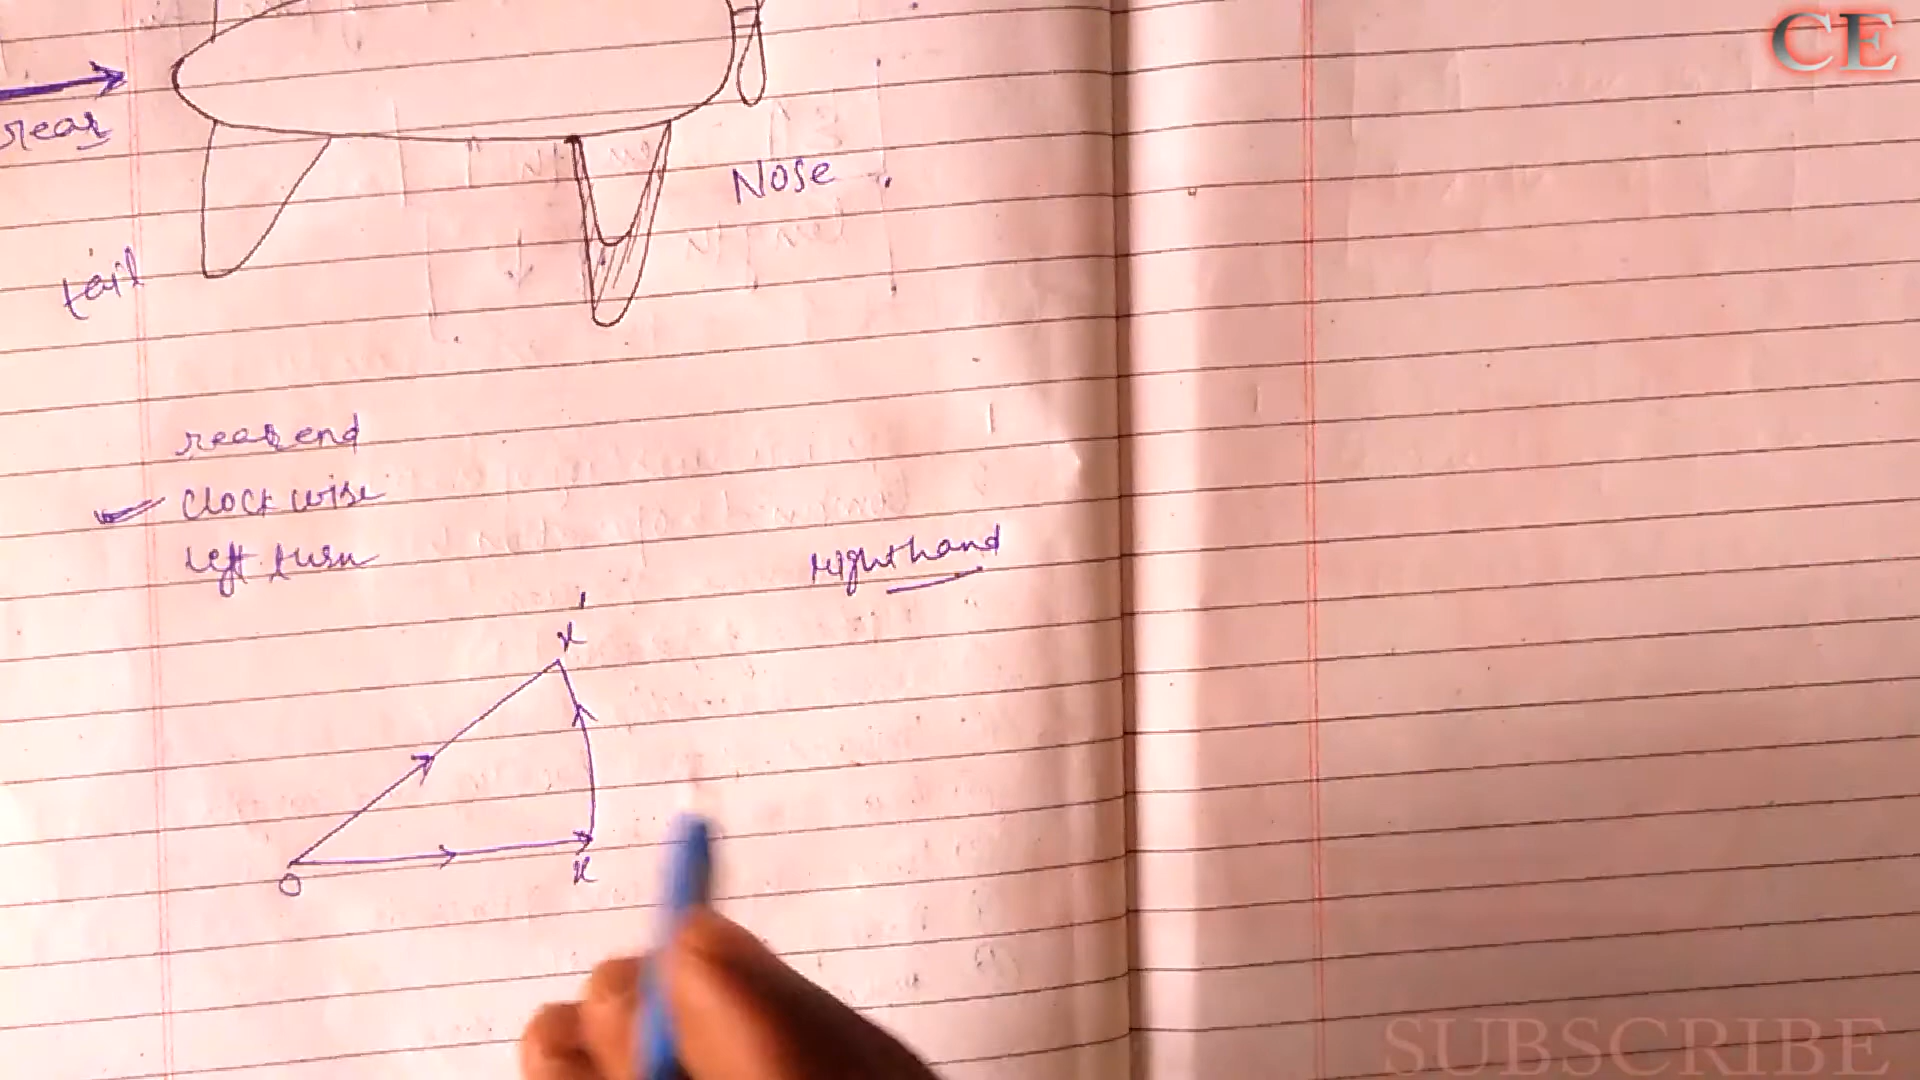 CE
rear
Nose
tail
rear end
clock wise
left turn
right hand
x'
o
x
SUBSCRIBE